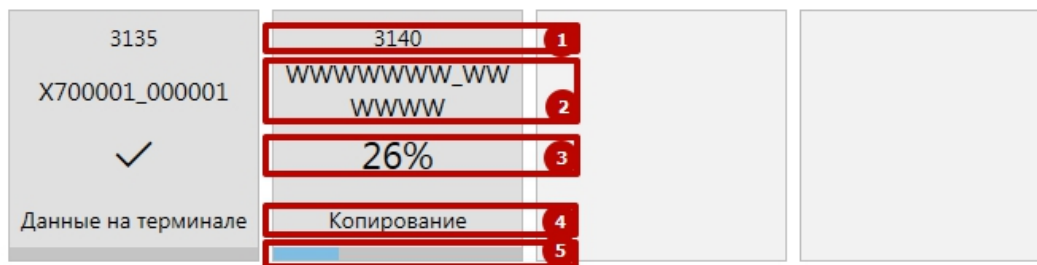 3135
X700001_000001
Данные на терминале
3140
1
WWWWWWW_WW
WWWW
2
26%
3
Копирование
4
5